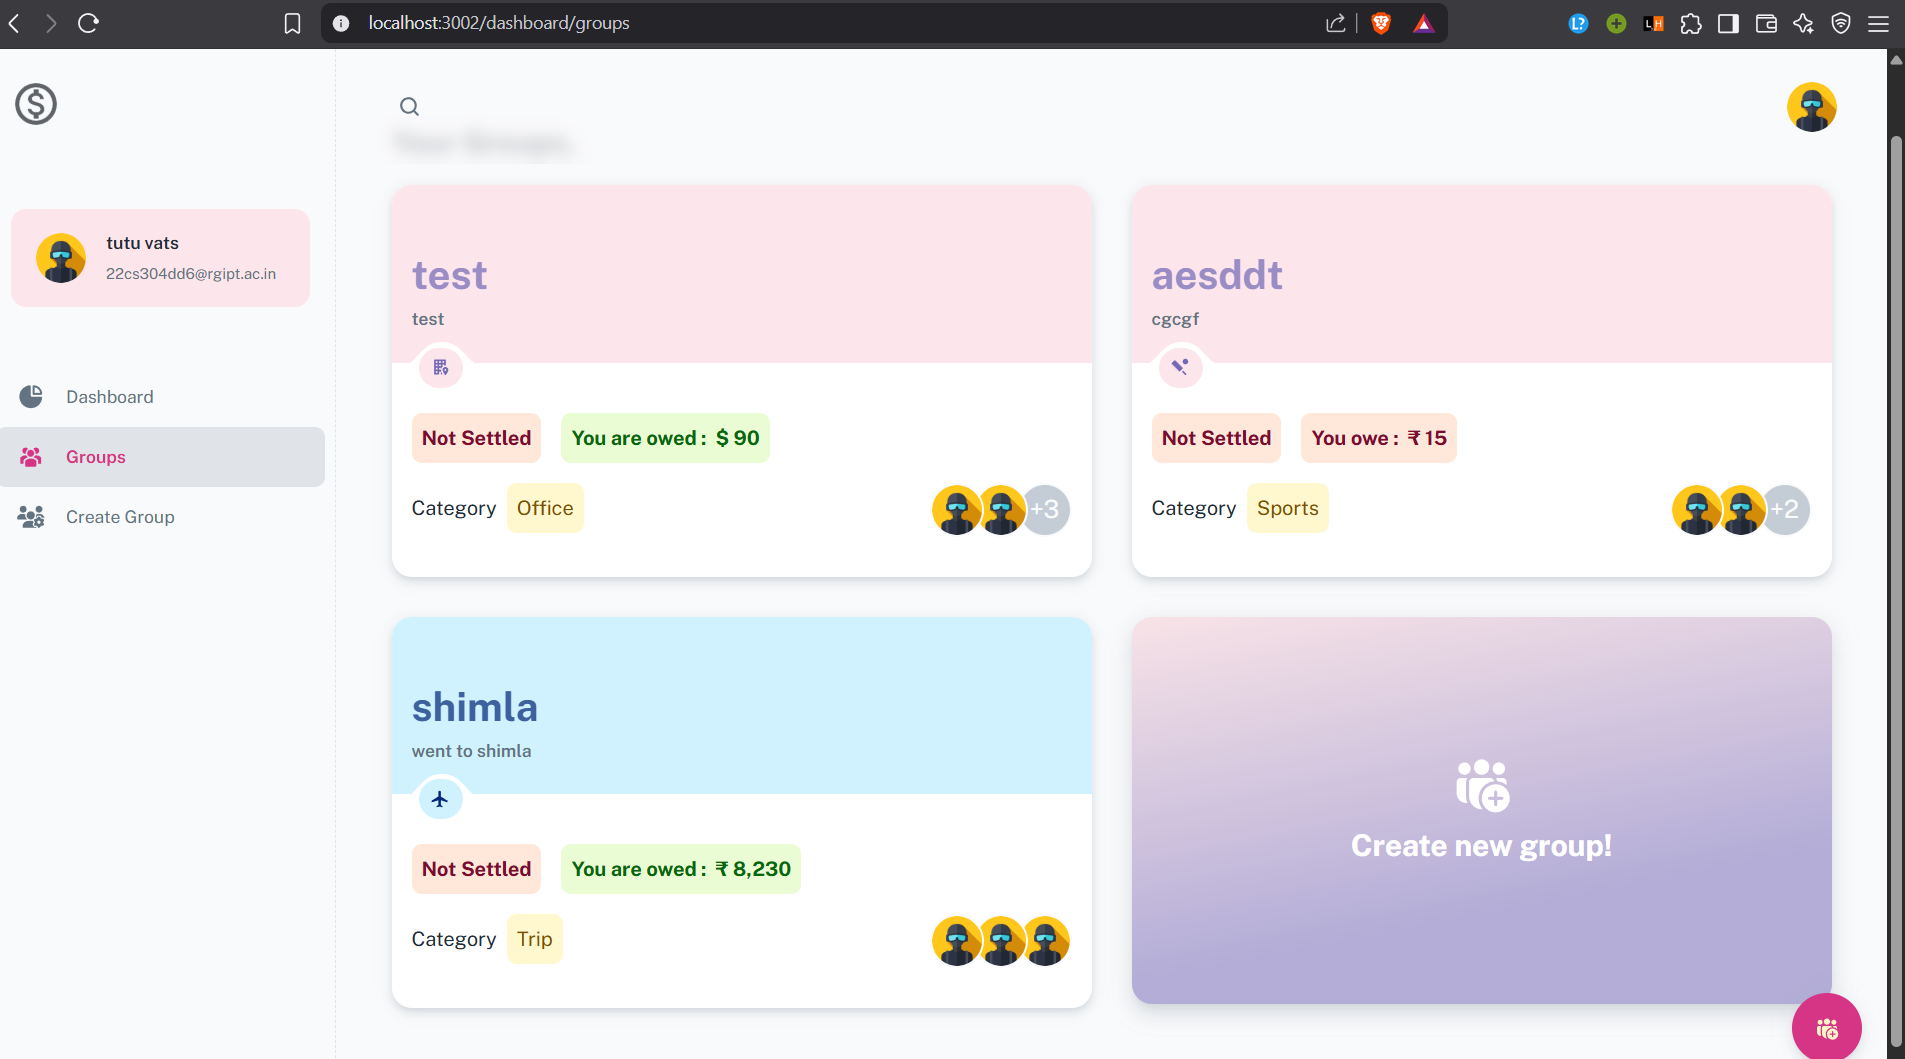 localhost:3002/dashboard/groups
Your Groups,
tutu vats
22cs304dd6@rgipt.ac.in
Dashboard
Groups
Create Group
test
test
Not Settled
You are owed : $ 90
Category
Office
+3
aesddt
cgcgf
Not Settled
You owe : ₹ 15
Category
Sports
+2
shimla
went to shimla
Not Settled
You are owed : ₹ 8,230
Category
Trip
Create new group!